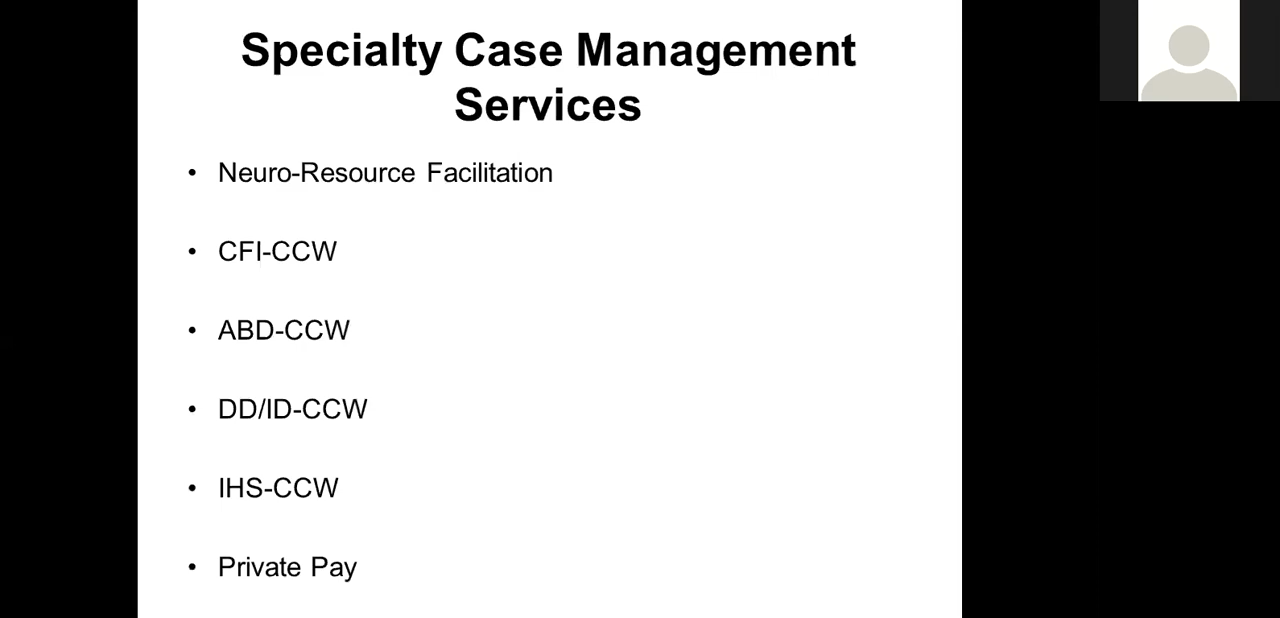 Specialty Case Management
Services
• Neuro-Resource Facilitation
• CFI-CCW
• ABD-CCW
• DD/ID-CCW
• IHS-CCW
• Private Pay